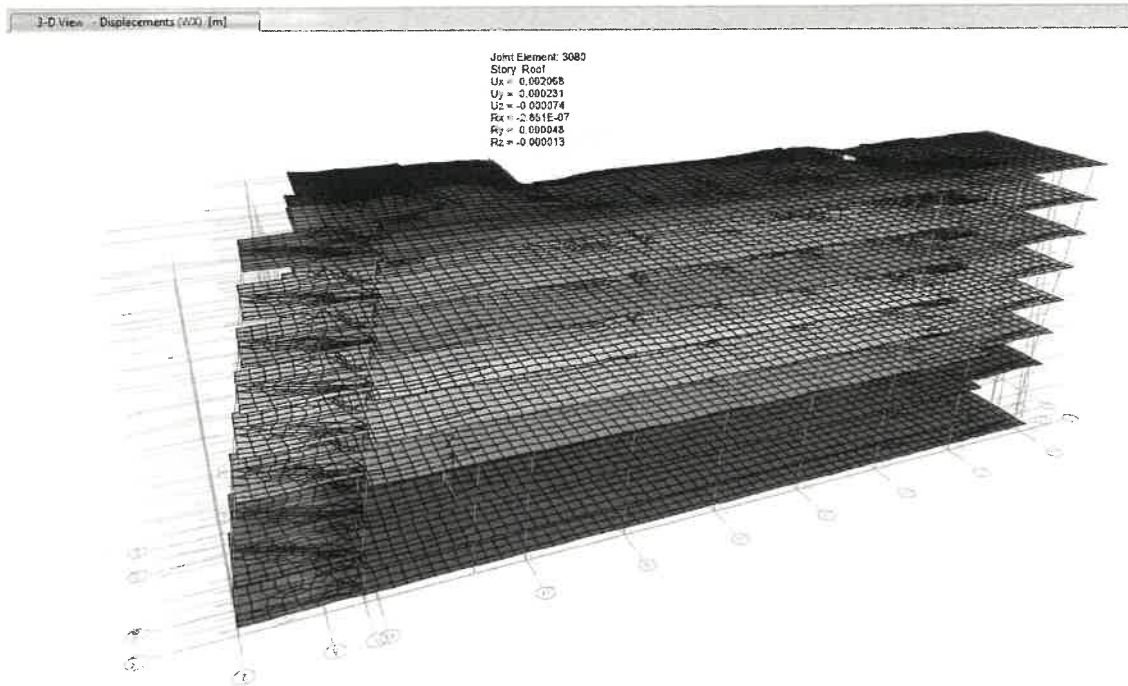 3-D View - Displacements (WX) [m]
Joint Element: 3080
Story Roof
Ux = 0.002068
Uy = 0.000231
Uz = -0.000074
Rx = -2.851E-07
Ry = 0.000048
Rz = -0.000013